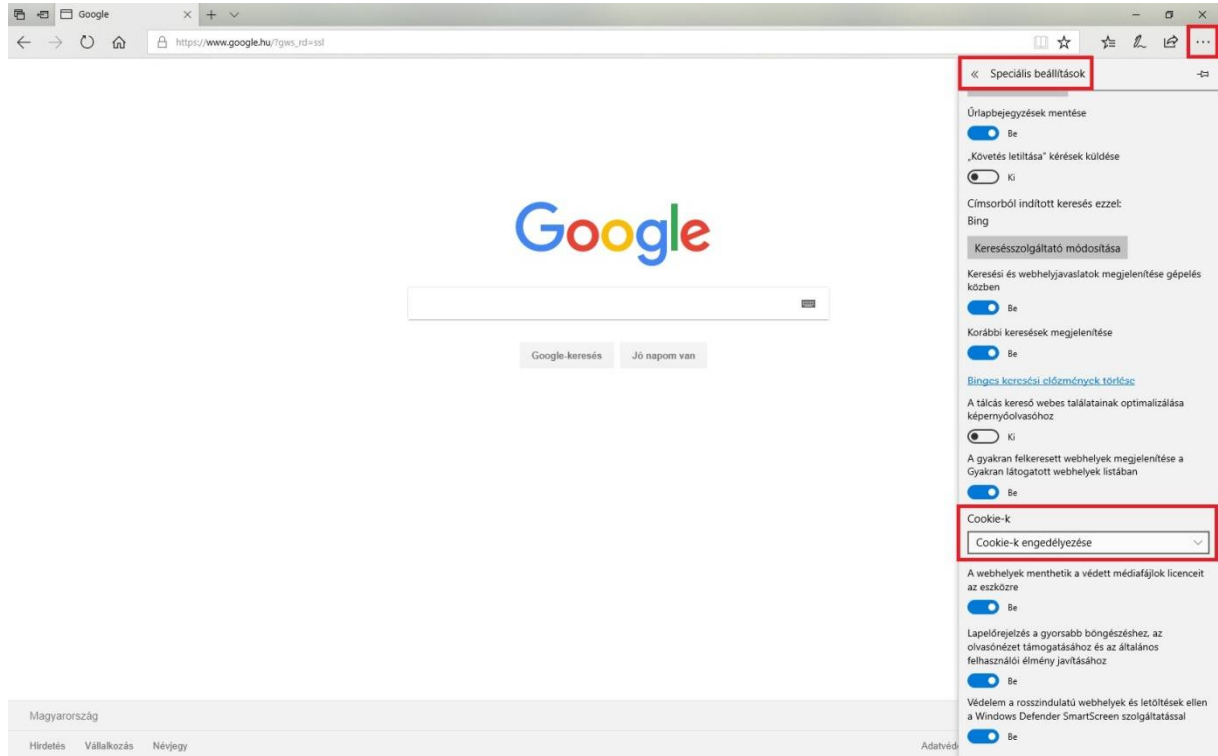 Google
https://www.google.hu/?gws_rd=ssl
Speciális beállítások
Űrlapbejegyzések mentése
Be
„Követés letiltása" kérések küldése
Ki
Címsorból indított keresés ezzel:
Bing
Keresésszolgáltató módosítása
Keresési és webhelyjavaslatok megjelenítése gépelés
közben
Be
Korábbi keresések megjelenítése
Be
Binges keresési előzmények törlése
A tálcás kereső webes találatainak optimalizálása
képernyőolvasóhoz
Ki
A gyakran felkeresett webhelyek megjelenítése a
Gyakran látogatott webhelyek listában
Be
Cookie-k
Cookie-k engedélyezése
A webhelyek menthetik a védett médiafájlok licenceit
az eszközre
Be
Lapelőrejelzés a gyorsabb böngészéshez, az
olvasónézet támogatásához és az általános
felhasználói élmény javításához
Be
Védelem a rosszindulatú webhelyek és letöltések ellen
a Windows Defender SmartScreen szolgáltatással
Be
Google
Google-keresés Jó napom van
Magyarország
Hirdetés Vállalkozás Névjegy